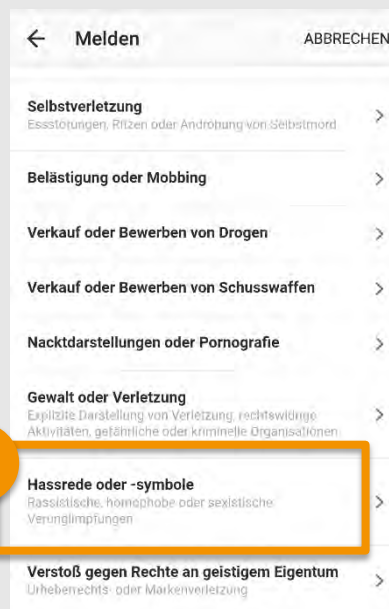 Melden
ABBRECHEN
Selbstverletzung
Essstörungen, Ritzen oder Androhung von Selbstmord
Belästigung oder Mobbing
Verkauf oder Bewerben von Drogen
Verkauf oder Bewerben von Schusswaffen
Nacktdarstellungen oder Pornografie
Gewalt oder Verletzung
Explizite Darstellung von Verletzung, rechtswidrige
Aktivitäten, gefährliche oder kriminelle Organisationen
Hassrede oder -symbole
Rassistische, homophobe oder sexistische
Verunglimpfungen
Verstoß gegen Rechte an geistigem Eigentum
Urheberrechts- oder Markenverletzung